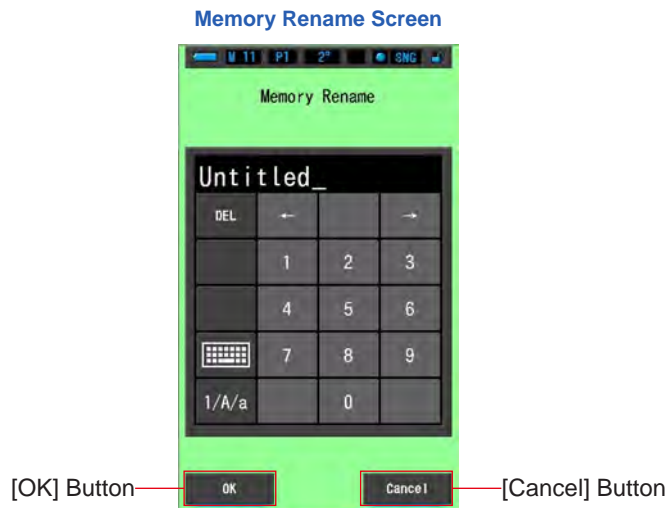 Memory Rename Screen
M 11 P1 2° SNG
Memory Rename
Untitled_
DEL ← →
1 2 3
4 5 6
7 8 9
1/A/a 0
[OK] Button OK Cancel [Cancel] Button